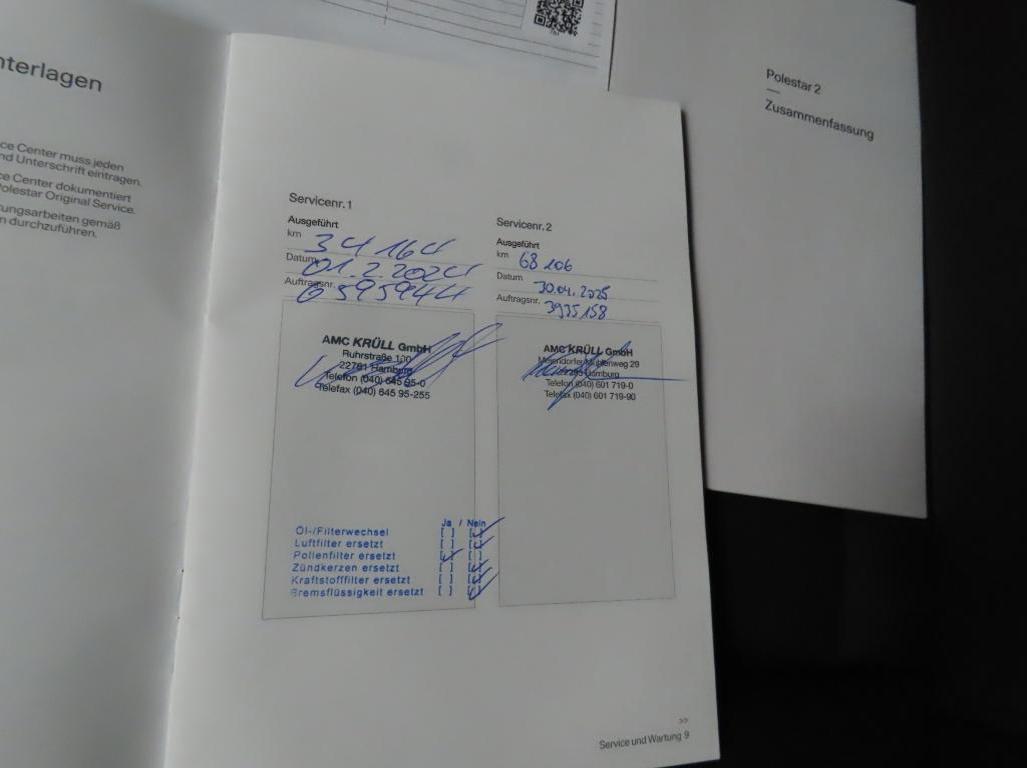 nterlagen
ce Center muss jeden
nd Unterschrift eintragen.
ce Center dokumentiert
Polestar Original Service.
ungsarbeiten gemäß
n durchzuführen.
Polestar 2
—
Zusammenfassung
Servicenr. 1
Ausgeführt
km 34 164
Datum 01.2.2024
Auftragsnr. 6595944
AMC KRÜLL GmbH
Ruhrstraße 100
22761 Hamburg
Telefon (040) 645 95-0
Telefax (040) 645 95-255
Ja / Nein
Öl-/Filterwechsel [ ] [✓]
Luftfilter ersetzt [ ] [✓]
Pollenfilter ersetzt [✓] [ ]
Zündkerzen ersetzt [ ] [✓]
Kraftstofffilter ersetzt [ ] [✓]
Bremsflüssigkeit ersetzt [ ] [✓]
Servicenr. 2
Ausgeführt
km 68 106
Datum 30.04.2025
Auftragsnr. 3935158
AMC KRÜLL GmbH
29
Hamburg
Telefon (040) 601 719-0
Telefax (040) 601 719-90
>>
Service und Wartung 9